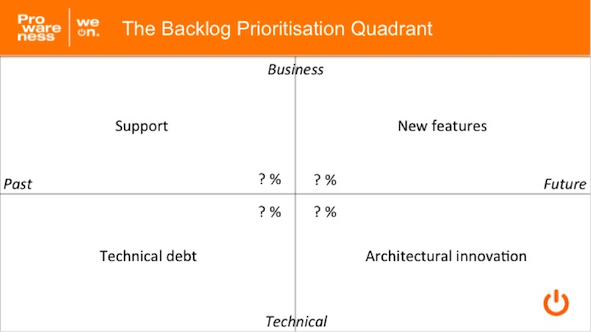 Pro
ware
ness
we
on.
The Backlog Prioritisation Quadrant
Business
Support
New features
? %
? %
Past
Future
? %
? %
Technical debt
Architectural innovation
Technical